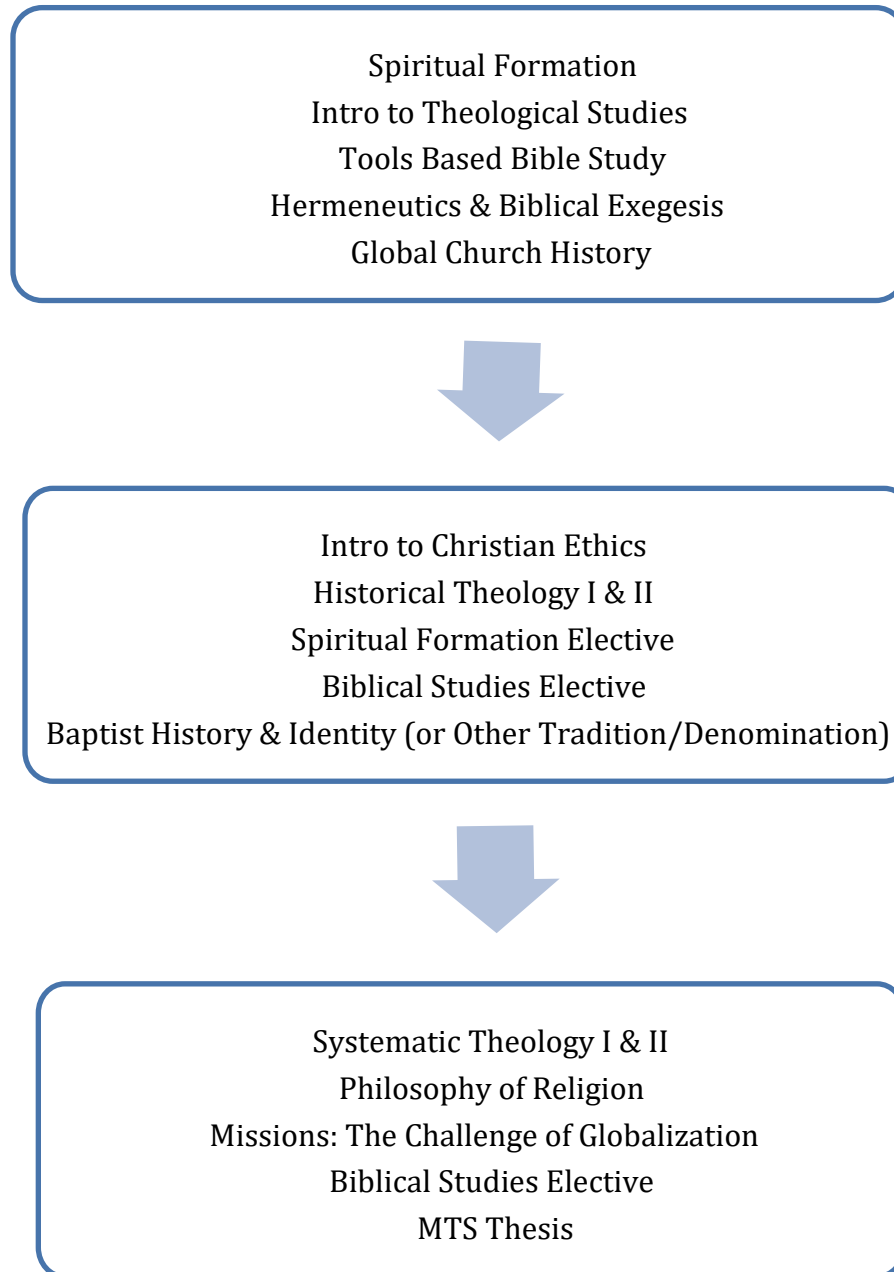 Spiritual Formation
Intro to Theological Studies
Tools Based Bible Study
Hermeneutics & Biblical Exegesis
Global Church History
Intro to Christian Ethics
Historical Theology I & II
Spiritual Formation Elective
Biblical Studies Elective
Baptist History & Identity (or Other Tradition/Denomination)
Systematic Theology I & II
Philosophy of Religion
Missions: The Challenge of Globalization
Biblical Studies Elective
MTS Thesis